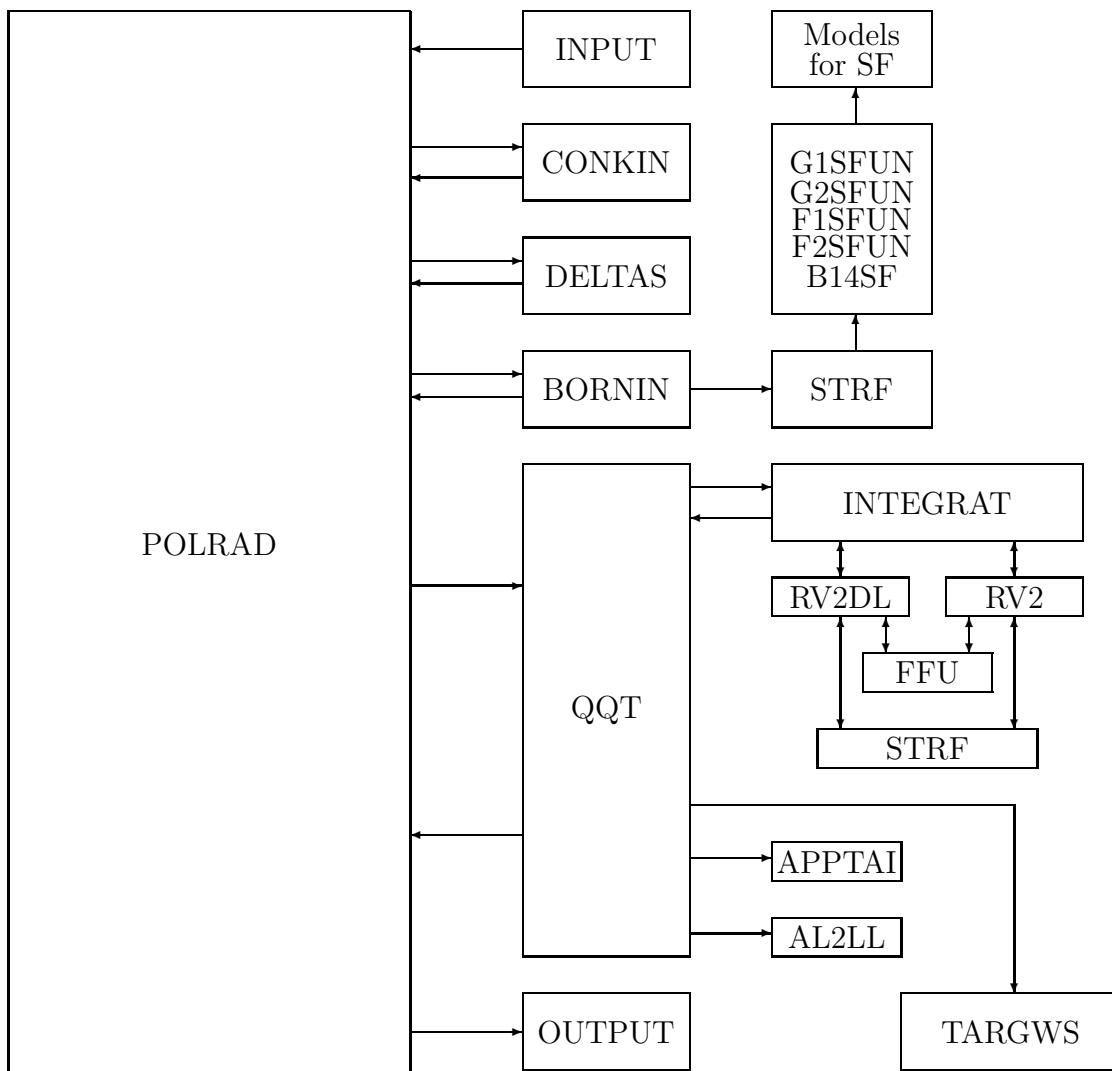 INPUT
Models
for SF
CONKIN
G1SFUN
G2SFUN
F1SFUN
F2SFUN
B14SF
DELTAS
BORNIN
STRF
POLRAD
INTEGRAT
RV2DL
RV2
FFU
QQT
STRF
APPTAI
AL2LL
OUTPUT
TARGWS